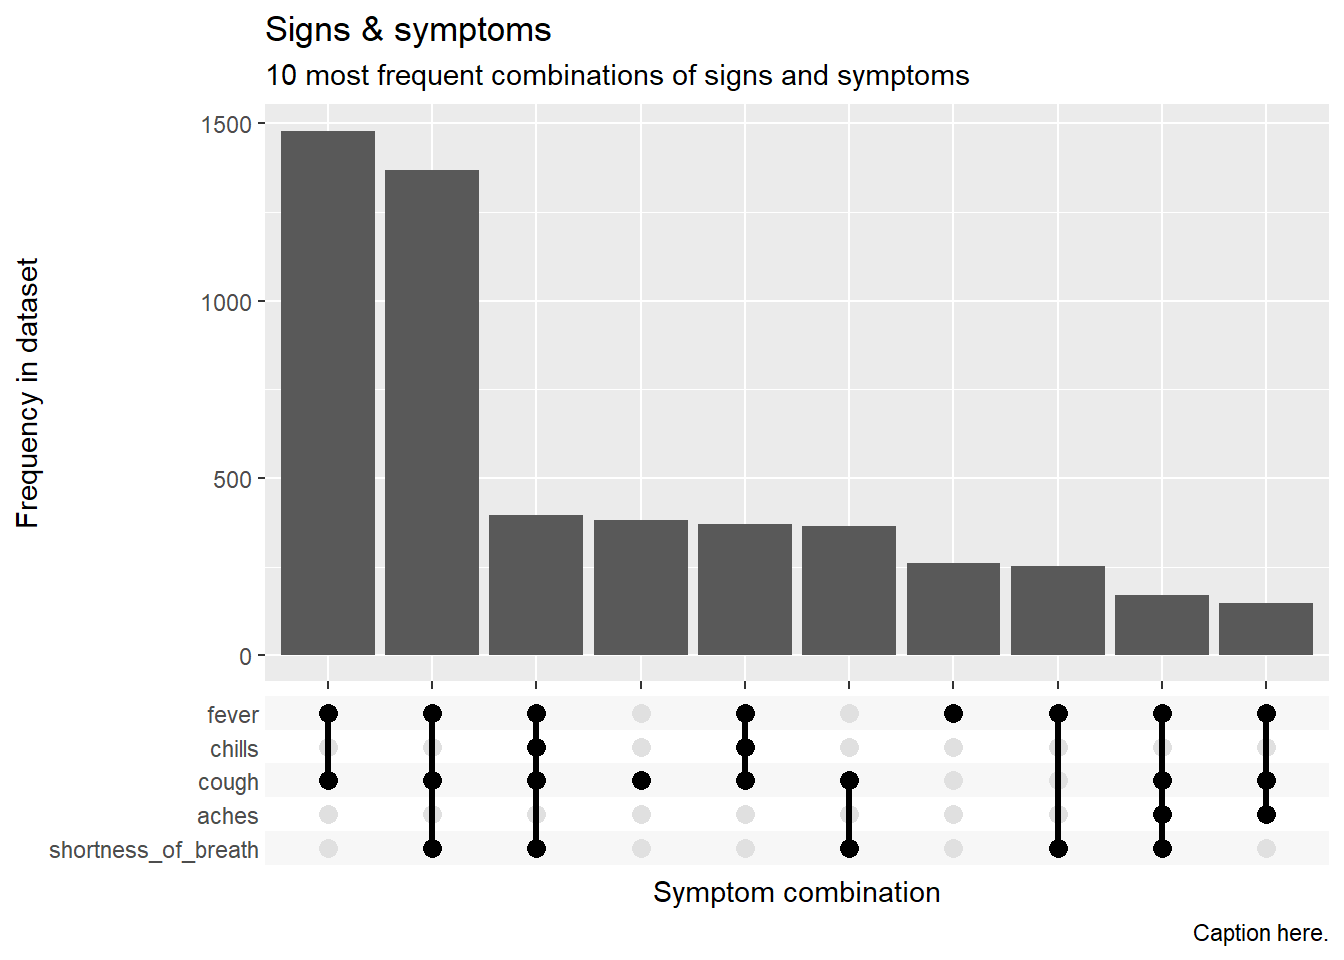 Signs & symptoms
10 most frequent combinations of signs and symptoms
Frequency in dataset
1500
1000
500
0
fever
chills
cough
aches
shortness_of_breath
Symptom combination
Caption here.